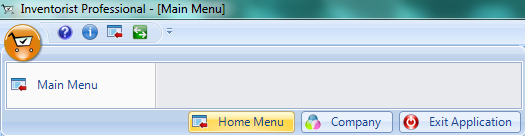 Inventorist Professional - [Main Menu]
Main Menu
Home Menu Company Exit Application